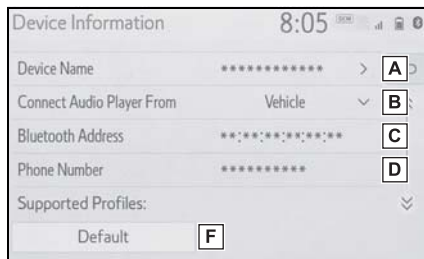 Device Information 8:05
Device Name ************ > A
Connect Audio Player From Vehicle B
Bluetooth Address **:**:**:**:**:** C
Phone Number ********** D
Supported Profiles:
Default F